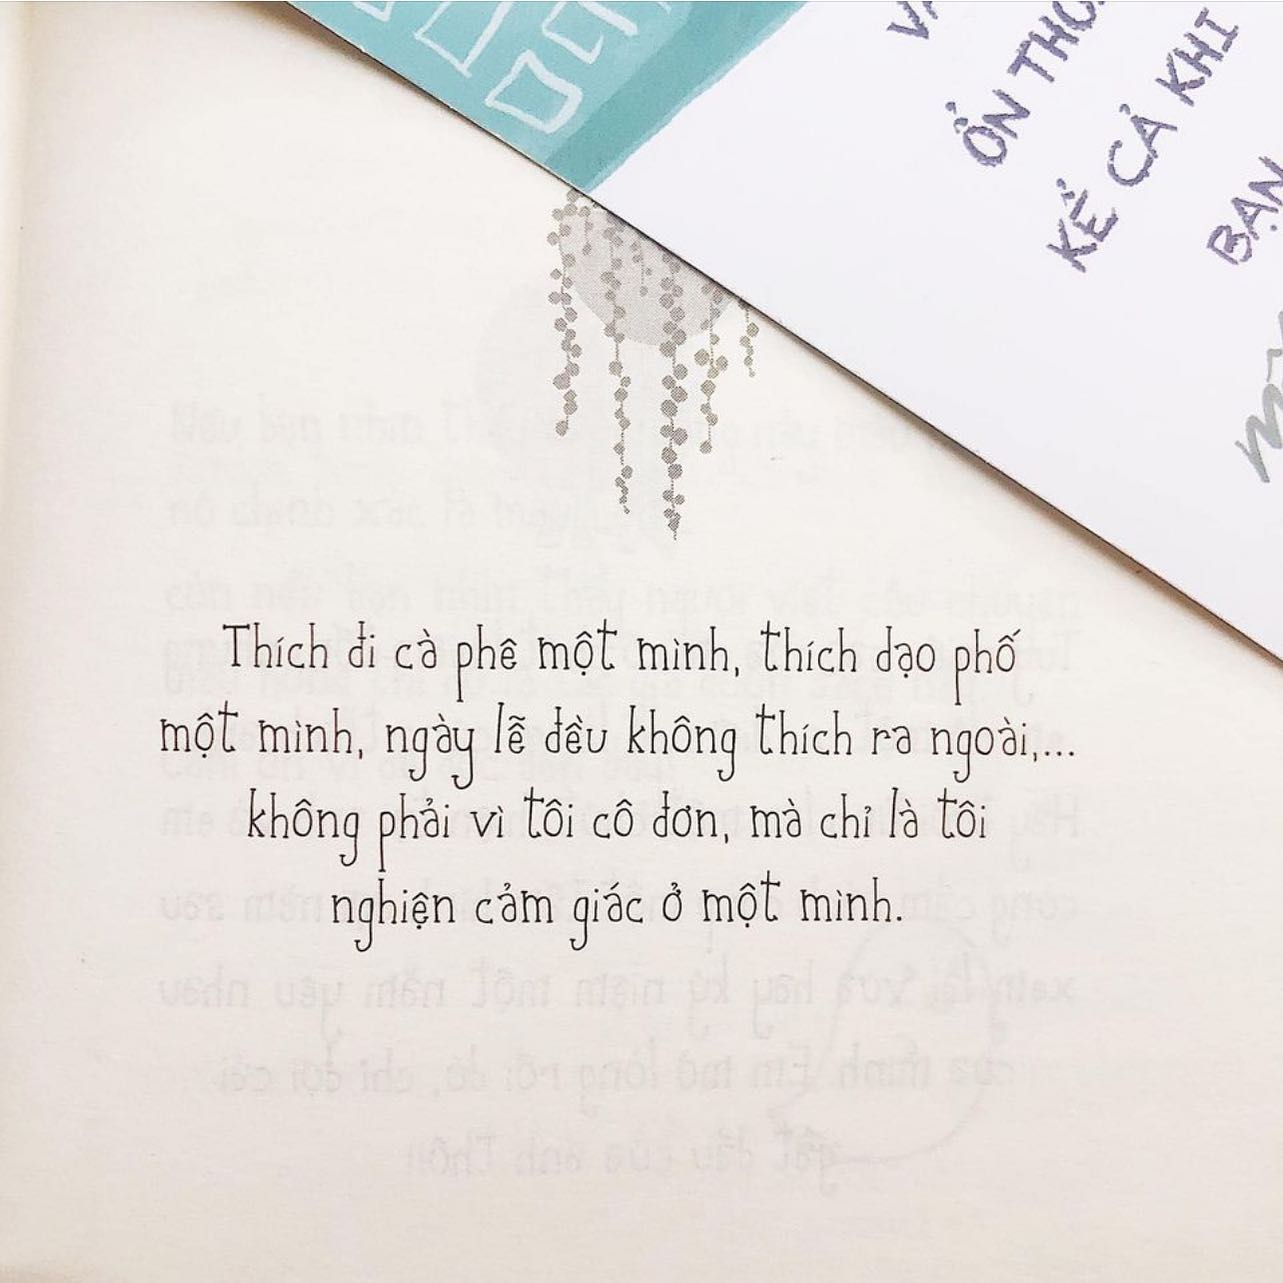 ỔN
KỂ CẢ KHI
BẠN
Thích đi cà phê một mình, thích dạo phố
một mình, ngày lễ đều không thích ra ngoài,...
không phải vì tôi cô đơn, mà chỉ là tôi
nghiện cảm giác ở một mình.